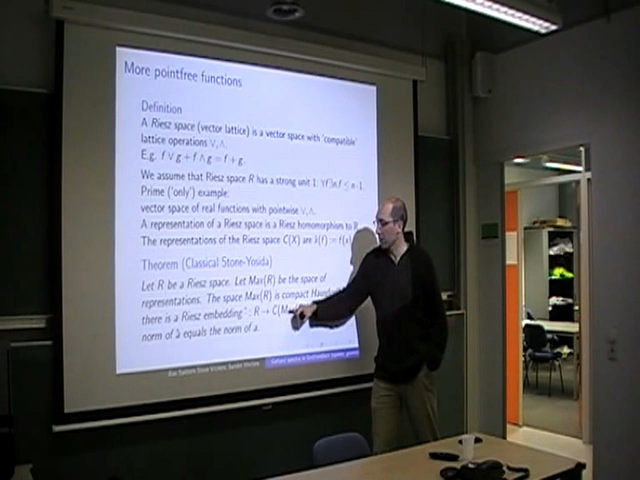 More pointfree functions
Definition
A Riesz space (vector lattice) is a vector space with 'compatible'
lattice operations ∨, ∧.
E.g. f ∨ g + f ∧ g = f + g.
We assume that Riesz space R has a strong unit 1: ∀f∃n.f ≤ n · 1.
Prime ('only') example:
vector space of real functions with pointwise ∨, ∧.
A representation of a Riesz space is a Riesz homomorphism to R.
The representations of the Riesz space C(X) are x̂(f) := f(x)
Theorem (Classical Stone-Yosida)
Let R be a Riesz space. Let Max(R) be the space of
representations. The space Max(R) is compact Hausdorff
there is a Riesz embedding ^ : R → C(Max
norm of â equals the norm of a.